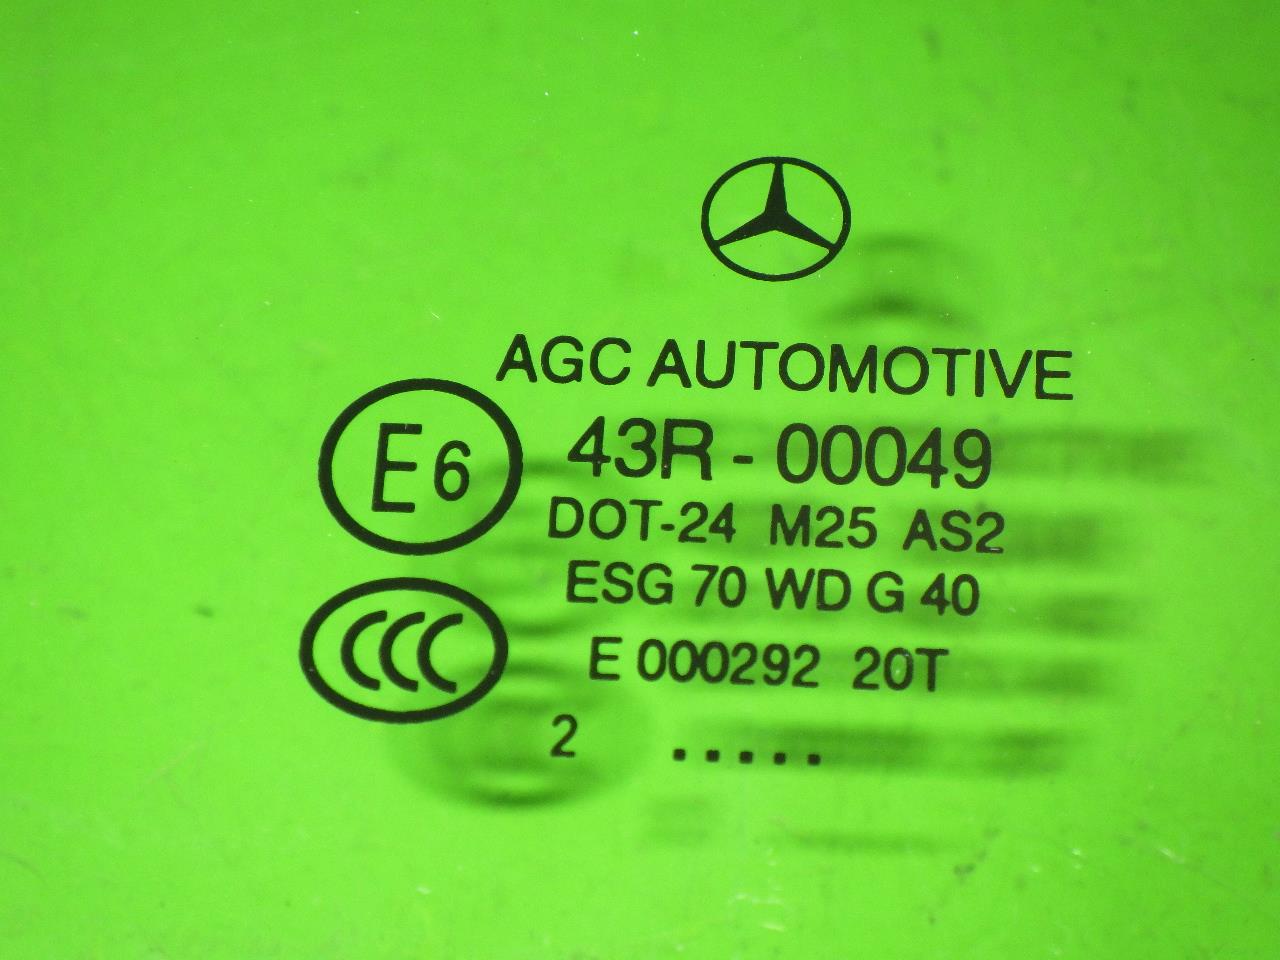 AGC AUTOMOTIVE
E6
43R - 00049
DOT-24 M25 AS2
ESG 70 WD G 40
CCC
E 000292 20T
2 .....